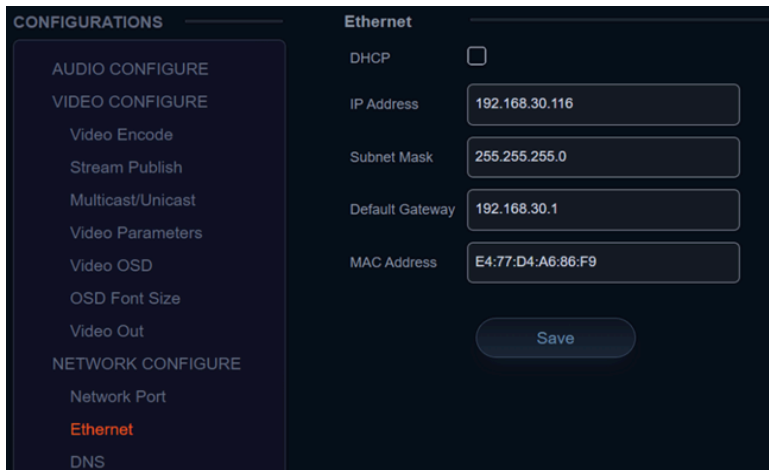 CONFIGURATIONS
AUDIO CONFIGURE
VIDEO CONFIGURE
Video Encode
Stream Publish
Multicast/Unicast
Video Parameters
Video OSD
OSD Font Size
Video Out
NETWORK CONFIGURE
Network Port
Ethernet
DNS
Ethernet
DHCP
IP Address 192.168.30.116
Subnet Mask 255.255.255.0
Default Gateway 192.168.30.1
MAC Address E4:77:D4:A6:86:F9
Save